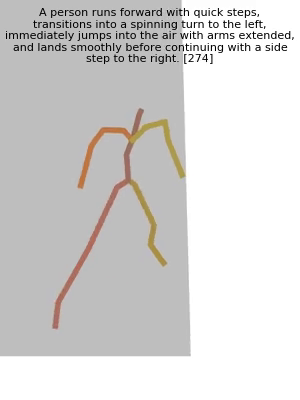 A person runs forward with quick steps,
transitions into a spinning turn to the left,
immediately jumps into the air with arms extended,
and lands smoothly before continuing with a side
step to the right. [274]